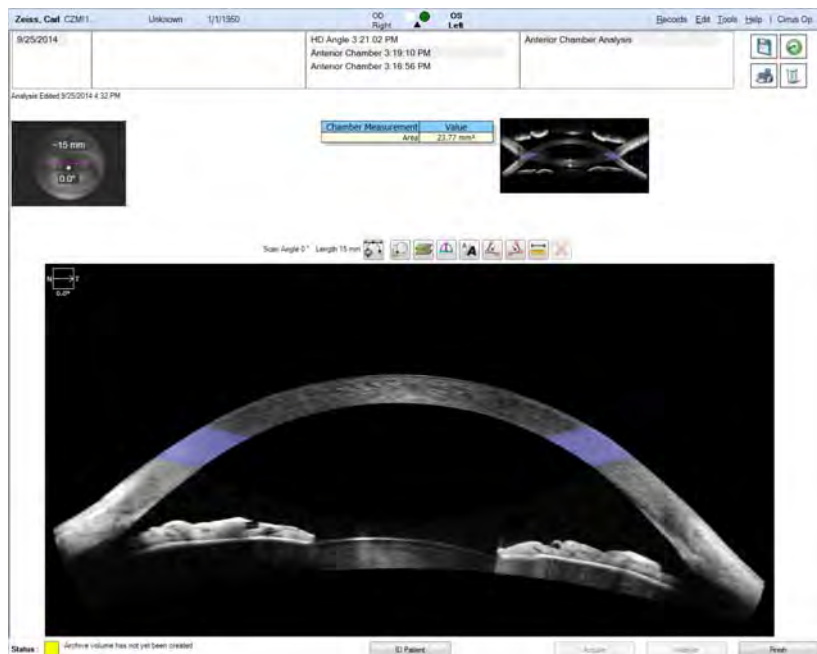 Zeiss, Carl CZMI1... Unknown 1/1/1960 OD Right OS Left Records Edit Tools Help | Cirrus Op
9/25/2014
HD Angle 3:21:02 PM
Anterior Chamber 3:19:10 PM
Anterior Chamber 3:16:56 PM
Anterior Chamber Analysis
Analysis Edited 9/25/2014 4:32 PM
~15 mm
0.0°
Chamber Measurement Value
Area 23.77 mm²
Scan Angle 0° Length 15 mm
N T
0.0°
Status : Archive volume has not yet been created ID Patient Acquire Finish